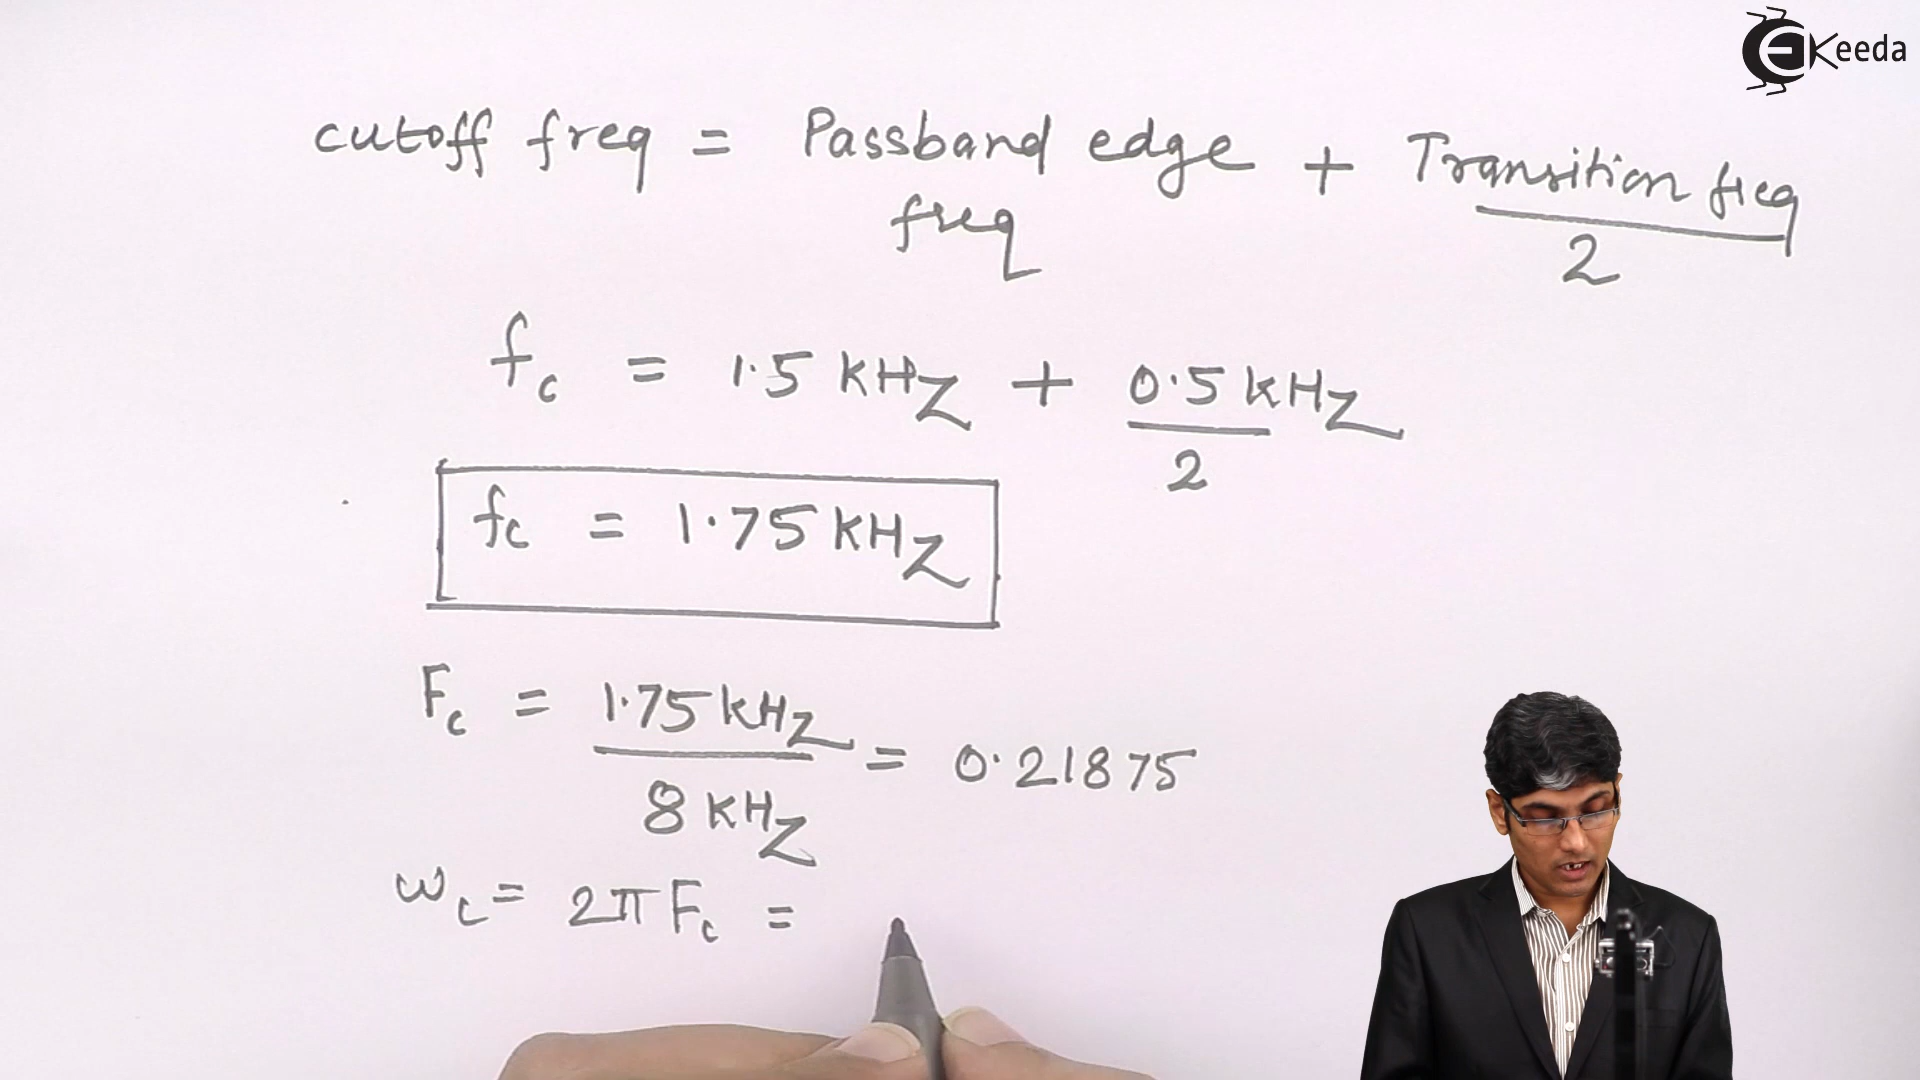 EKeeda
cutoff freq = Passband edge freq + Transition freq / 2
fc = 1.5 KHZ + 0.5 KHZ / 2
fc = 1.75 KHZ
Fc = 1.75 KHZ / 8 KHZ = 0.21875
ωc = 2π Fc =